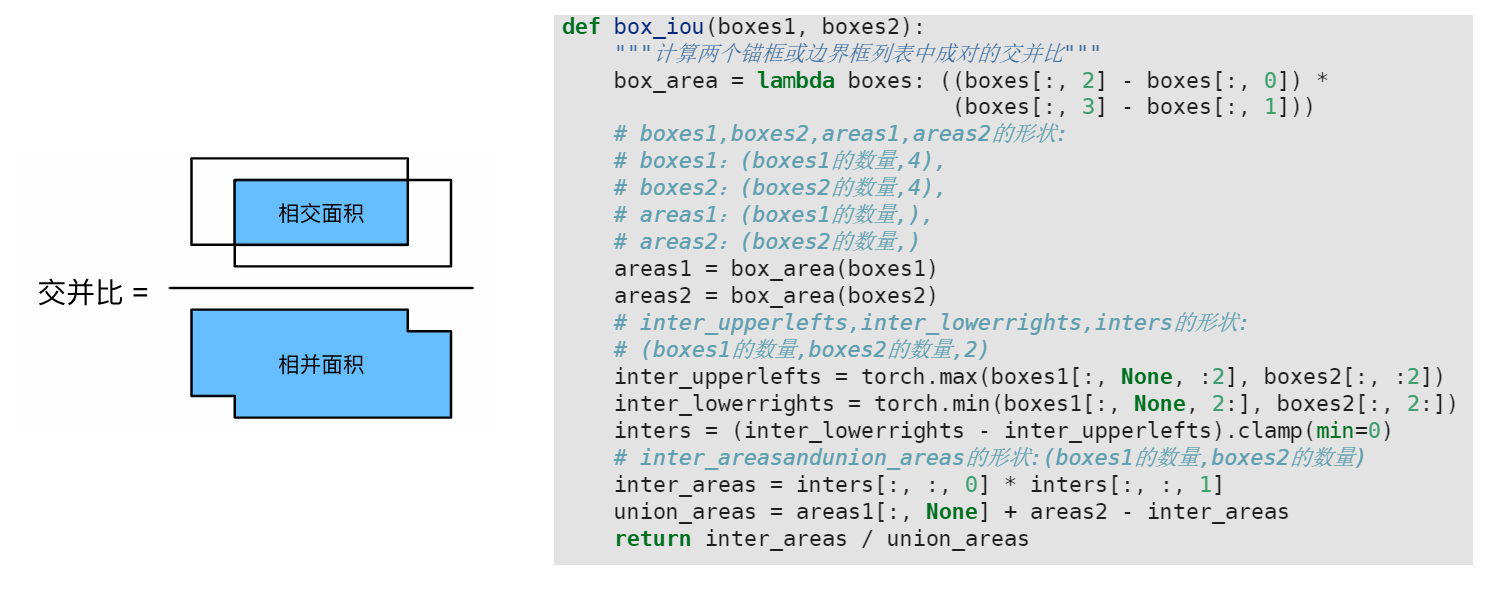 相交面积
交并比 =
相并面积
def box_iou(boxes1, boxes2):
    """计算两个锚框或边界框列表中成对的交并比"""
    box_area = lambda boxes: ((boxes[:, 2] - boxes[:, 0]) *
                              (boxes[:, 3] - boxes[:, 1]))
    # boxes1,boxes2,areas1,areas2的形状:
    # boxes1：(boxes1的数量,4),
    # boxes2：(boxes2的数量,4),
    # areas1：(boxes1的数量,),
    # areas2：(boxes2的数量,)
    areas1 = box_area(boxes1)
    areas2 = box_area(boxes2)
    # inter_upperlefts,inter_lowerrights,inters的形状:
    # (boxes1的数量,boxes2的数量,2)
    inter_upperlefts = torch.max(boxes1[:, None, :2], boxes2[:, :2])
    inter_lowerrights = torch.min(boxes1[:, None, 2:], boxes2[:, 2:])
    inters = (inter_lowerrights - inter_upperlefts).clamp(min=0)
    # inter_areasandunion_areas的形状:(boxes1的数量,boxes2的数量)
    inter_areas = inters[:, :, 0] * inters[:, :, 1]
    union_areas = areas1[:, None] + areas2 - inter_areas
    return inter_areas / union_areas